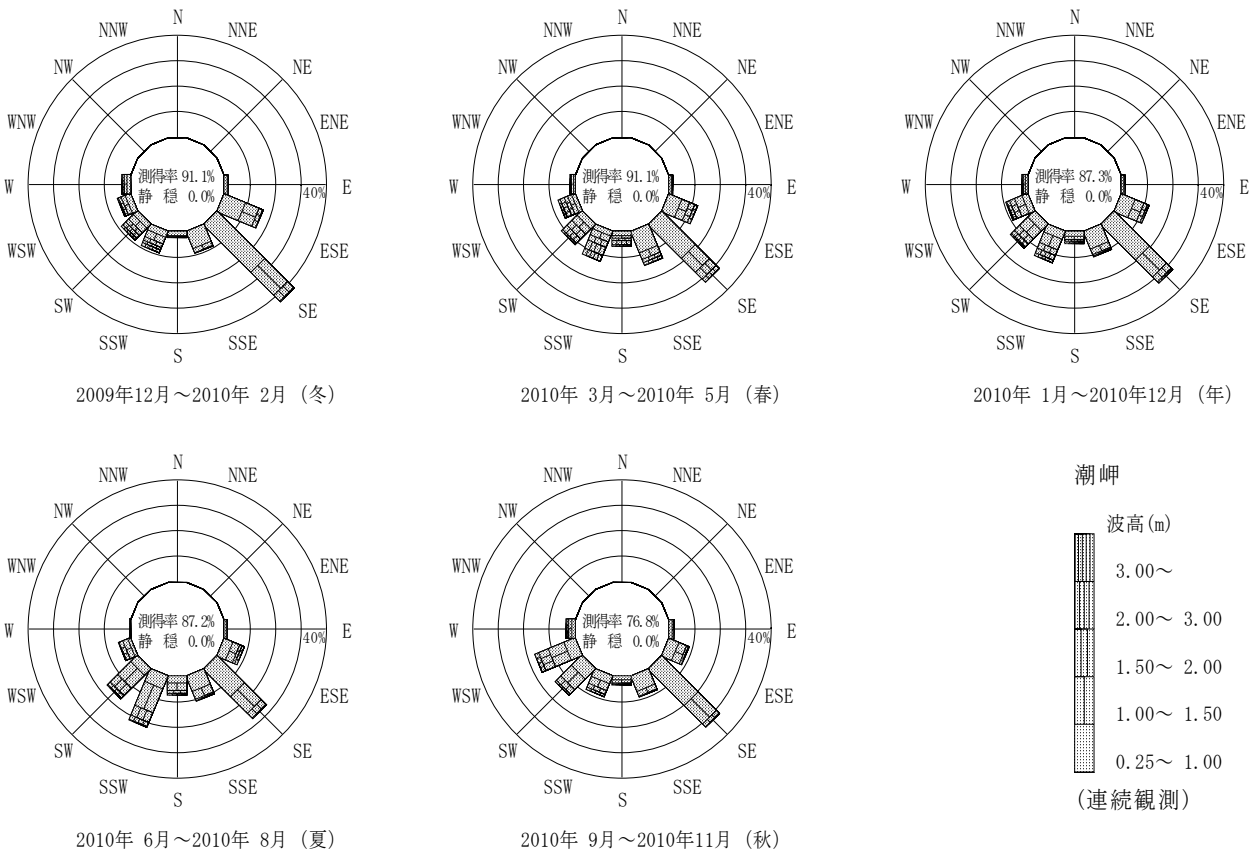 N
NNW
NNE
NW
NE
WNW
ENE
測得率 91.1%
静 穏 0.0%
W
40%
E
WSW
ESE
SW
SE
SSW
SSE
S
2009年12月～2010年 2月 (冬)
N
NNW
NNE
NW
NE
WNW
ENE
測得率 91.1%
静 穏 0.0%
W
40%
E
WSW
ESE
SW
SE
SSW
SSE
S
2010年 3月～2010年 5月 (春)
N
NNW
NNE
NW
NE
WNW
ENE
測得率 87.3%
静 穏 0.0%
W
40%
E
WSW
ESE
SW
SE
SSW
SSE
S
2010年 1月～2010年12月 (年)
N
NNW
NNE
NW
NE
WNW
ENE
測得率 87.2%
静 穏 0.0%
W
40%
E
WSW
ESE
SW
SE
SSW
SSE
S
2010年 6月～2010年 8月 (夏)
N
NNW
NNE
NW
NE
WNW
ENE
測得率 76.8%
静 穏 0.0%
W
40%
E
WSW
ESE
SW
SE
SSW
SSE
S
2010年 9月～2010年11月 (秋)
潮岬
波高(m)
3.00～
2.00～ 3.00
1.50～ 2.00
1.00～ 1.50
0.25～ 1.00
(連続観測)